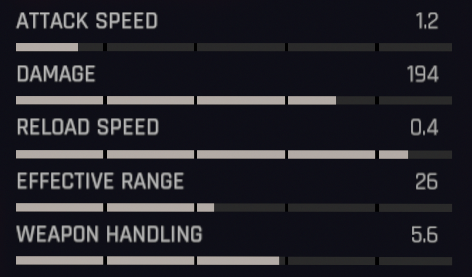 ATTACK SPEED 1.2
DAMAGE 194
RELOAD SPEED 0.4
EFFECTIVE RANGE 26
WEAPON HANDLING 5.6